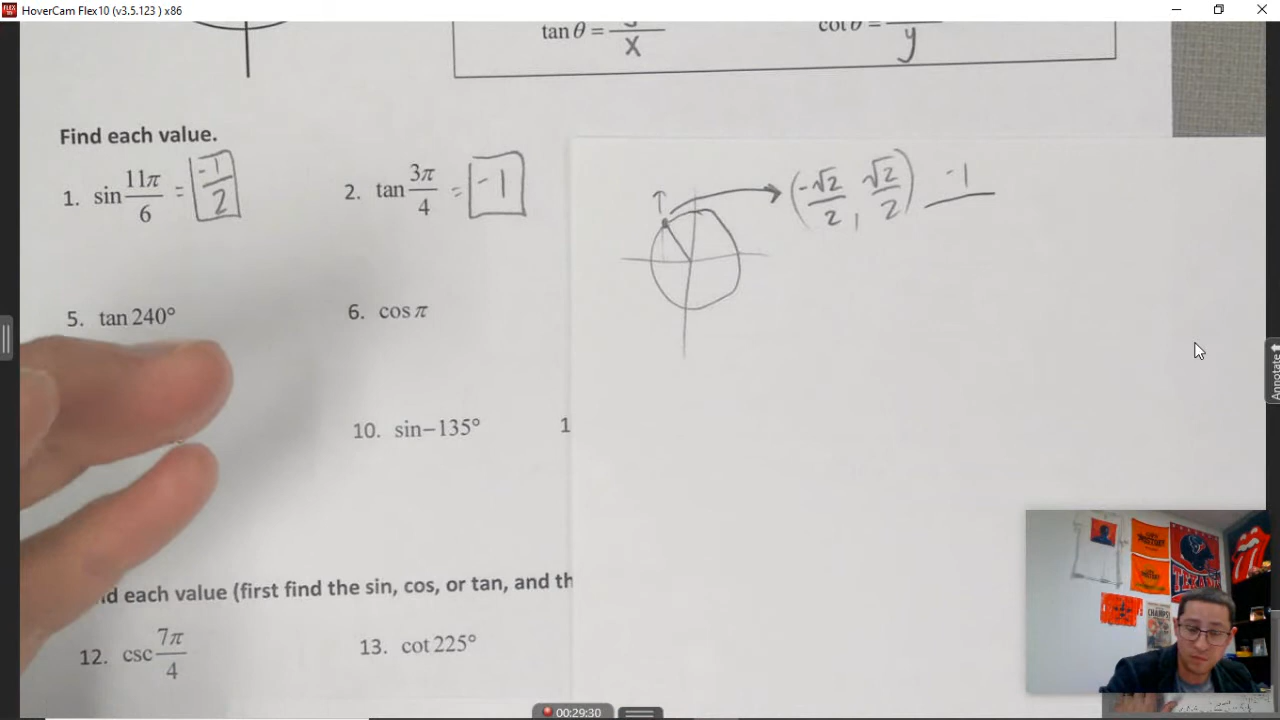 HoverCam Flex10 (v3.5.123) x86
tan θ = y/x
cot θ = /y
Find each value.
1. sin 11π/6 = -1/2
2. tan 3π/4 = -1
(-√2/2, √2/2) -1
5. tan 240°
6. cos π
10. sin−135°
1
d each value (first find the sin, cos, or tan, and th
12. csc 7π/4
13. cot 225°
Annotate
TEXANS
00:29:30